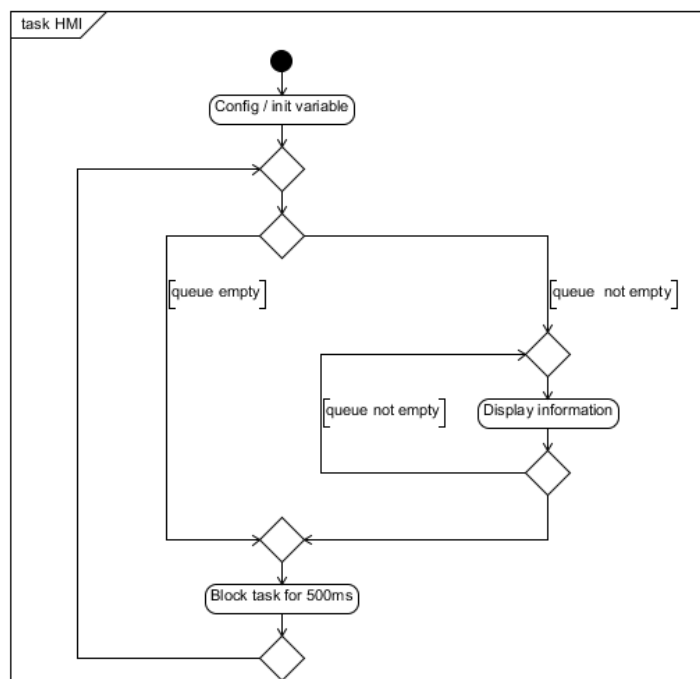 task HMI
Config / init variable
[queue empty]
[queue  not empty]
[queue not empty]
Display information
Block task for 500ms